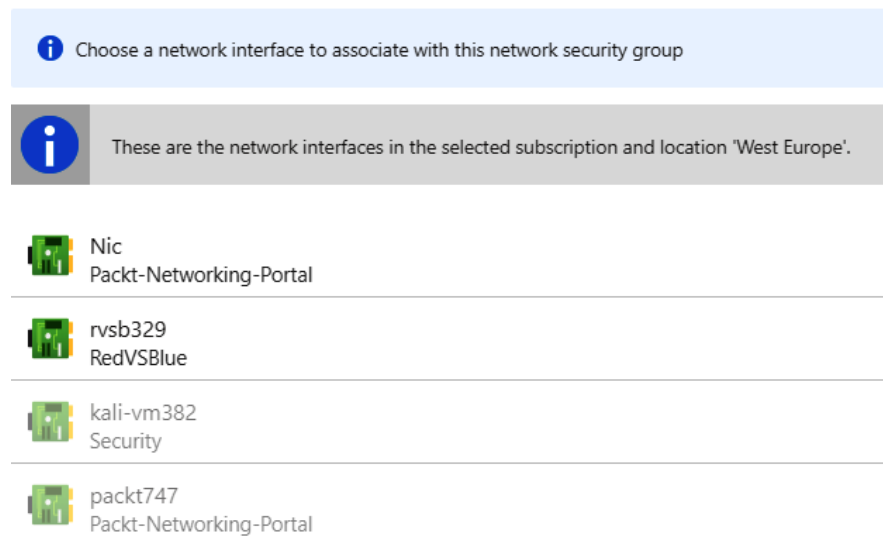 Choose a network interface to associate with this network security group
These are the network interfaces in the selected subscription and location 'West Europe'.
Nic
Packt-Networking-Portal
rvsb329
RedVSBlue
kali-vm382
Security
packt747
Packt-Networking-Portal